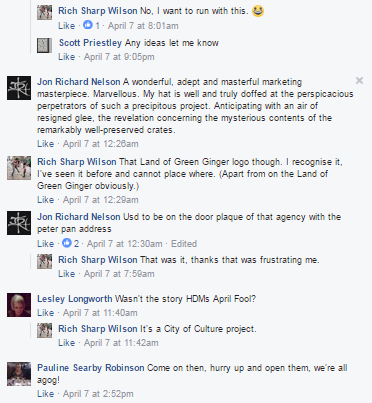 Rich Sharp Wilson No, I want to run with this. 😂
Like · 1 · April 7 at 8:01am
Scott Priestley Any ideas let me know
Like · April 7 at 9:05pm
Jon Richard Nelson A wonderful, adept and masterful marketing
masterpiece. Marvellous. My hat is well and truly doffed at the perspicacious
perpetrators of such a precipitous project. Anticipating with an air of
resigned glee, the revelation concerning the mysterious contents of the
remarkably well-preserved crates.
Like · April 7 at 12:26am
Rich Sharp Wilson That Land of Green Ginger logo though. I recognise it,
I've seen it before and cannot place where. (Apart from on the Land of
Green Ginger obviously.)
Like · April 7 at 12:29am
Jon Richard Nelson Usd to be on the door plaque of that agency with the
peter pan address
Like · 2 · April 7 at 12:30am · Edited
Rich Sharp Wilson That was it, thanks that was frustrating me.
Like · April 7 at 7:59am
Lesley Longworth Wasn't the story HDMs April Fool?
Like · April 7 at 11:40am
Rich Sharp Wilson It's a City of Culture project.
Like · April 7 at 11:42am
Pauline Searby Robinson Come on then, hurry up and open them, we're all
agog!
Like · April 7 at 2:52pm